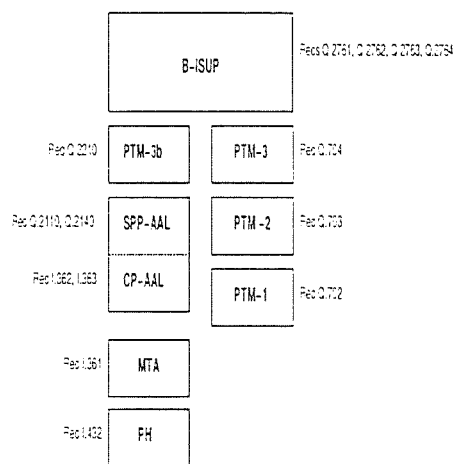 B-ISUP
Recs Q.2761, Q.2762, Q.2763, Q.2764
Rec Q.2210
PTM-3b
PTM-3
Rec Q.704
Rec Q.2110, Q.2140
SPP-AAL
PTM-2
Rec Q.703
Rec I.362, I.363
CP-AAL
PTM-1
Rec Q.702
Rec I.361
MTA
Rec I.432
PH